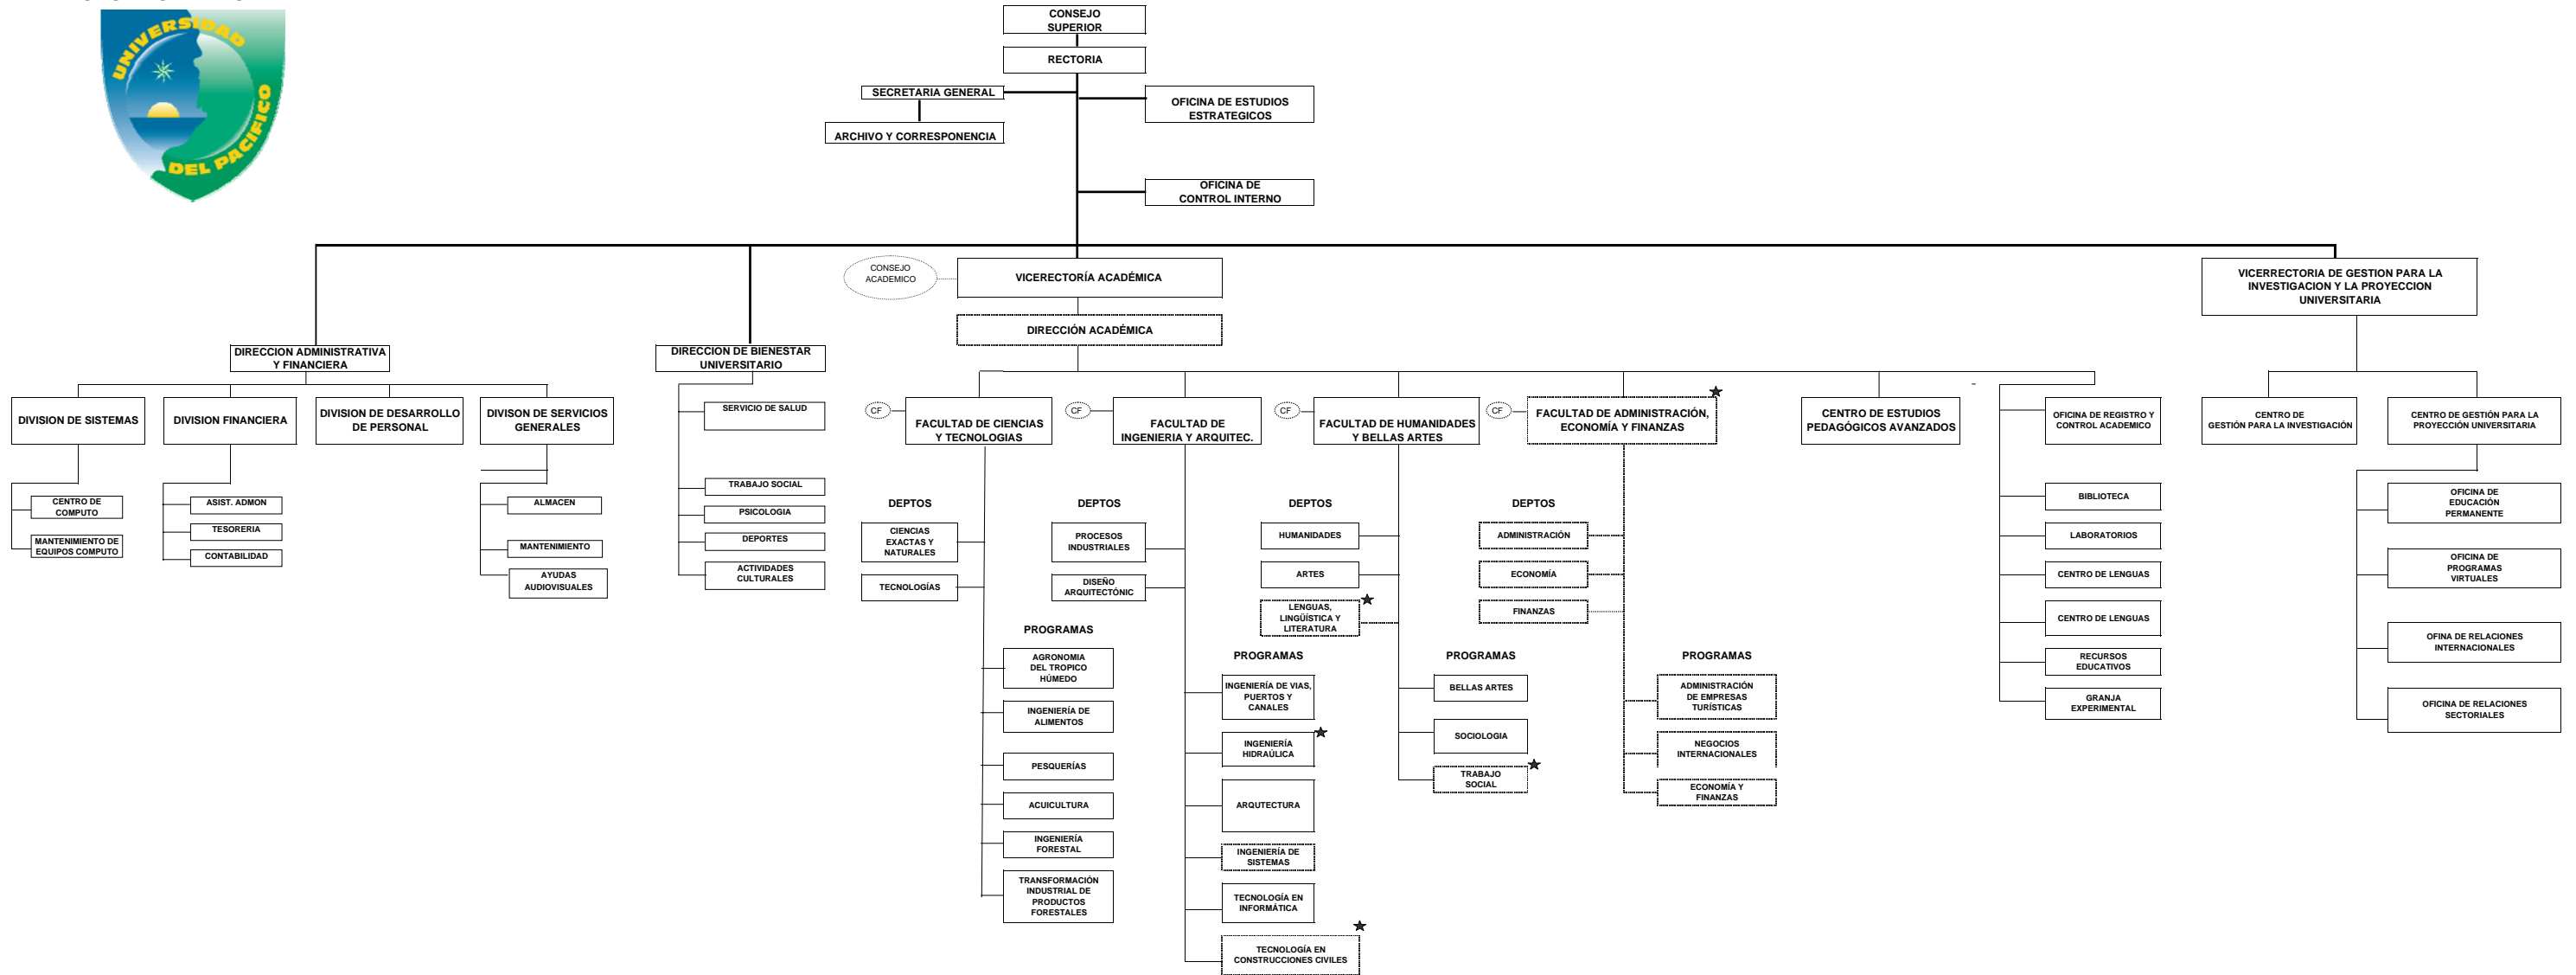 UNIVERSIDAD
DEL PACIFICO
CONSEJO
SUPERIOR
RECTORIA
SECRETARIA GENERAL
ARCHIVO Y CORRESPONENCIA
OFICINA DE ESTUDIOS
ESTRATEGICOS
OFICINA DE
CONTROL INTERNO
CONSEJO
ACADEMICO
VICERECTORÍA ACADÉMICA
DIRECCIÓN ACADÉMICA
VICERRECTORIA DE GESTION PARA LA
INVESTIGACION Y LA PROYECCION
UNIVERSITARIA
DIRECCION ADMINISTRATIVA
Y FINANCIERA
DIVISION DE SISTEMAS
CENTRO DE
COMPUTO
MANTENIMIENTO DE
EQUIPOS COMPUTO
DIVISION FINANCIERA
ASIST. ADMON
TESORERIA
CONTABILIDAD
DIVISION DE DESARROLLO
DE PERSONAL
DIVISON DE SERVICIOS
GENERALES
ALMACEN
MANTENIMIENTO
AYUDAS
AUDIOVISUALES
DIRECCION DE BIENESTAR
UNIVERSITARIO
SERVICIO DE SALUD
TRABAJO SOCIAL
PSICOLOGIA
DEPORTES
ACTIVIDADES
CULTURALES
CF
FACULTAD DE CIENCIAS
Y TECNOLOGIAS
DEPTOS
CIENCIAS
EXACTAS Y
NATURALES
TECNOLOGÍAS
PROGRAMAS
AGRONOMIA
DEL TROPICO
HÚMEDO
INGENIERÍA DE
ALIMENTOS
PESQUERÍAS
ACUICULTURA
INGENIERÍA
FORESTAL
TRANSFORMACIÓN
INDUSTRIAL DE
PRODUCTOS
FORESTALES
CF
FACULTAD DE
INGENIERIA Y ARQUITEC.
DEPTOS
PROCESOS
INDUSTRIALES
DISEÑO
ARQUITECTÓNIC
PROGRAMAS
INGENIERÍA DE VIAS,
PUERTOS Y
CANALES
INGENIERÍA
HIDRAÚLICA
ARQUTECTURA
INGENIERÍA DE
SISTEMAS
TECNOLOGÍA EN
INFORMÁTICA
TECNOLOGÍA EN
CONSTRUCCIONES CIVILES
CF
FACULTAD DE HUMANIDADES
Y BELLAS ARTES
DEPTOS
HUMANIDADES
ARTES
LENGUAS,
LINGÜÍSTICA Y
LITERATURA
PROGRAMAS
BELLAS ARTES
SOCIOLOGIA
TRABAJO
SOCIAL
CF
FACULTAD DE ADMINISTRACIÓN,
ECONOMÍA Y FINANZAS
DEPTOS
ADMINISTRACIÓN
ECONOMÍA
FINANZAS
PROGRAMAS
ADMINISTRACIÓN
DE EMPRESAS
TURÍSTICAS
NEGOCIOS
INTERNACIONALES
ECONOMÍA Y
FINANZAS
CENTRO DE ESTUDIOS
PEDAGÓGICOS AVANZADOS
OFICINA DE REGISTRO Y
CONTROL ACADEMICO
BIBLIOTECA
LABORATORIOS
CENTRO DE LENGUAS
CENTRO DE LENGUAS
RECURSOS
EDUCATIVOS
GRANJA
EXPERIMENTAL
CENTRO DE
GESTIÓN PARA LA INVESTIGACIÓN
CENTRO DE GESTIÓN PARA LA
PROYECCIÓN UNIVERSITARIA
OFICINA DE
EDUCACIÓN
PERMANENTE
OFICINA DE
PROGRAMAS
VIRTUALES
OFINA DE RELACIONES
INTERNACIONALES
OFICINA DE RELACIONES
SECTORIALES